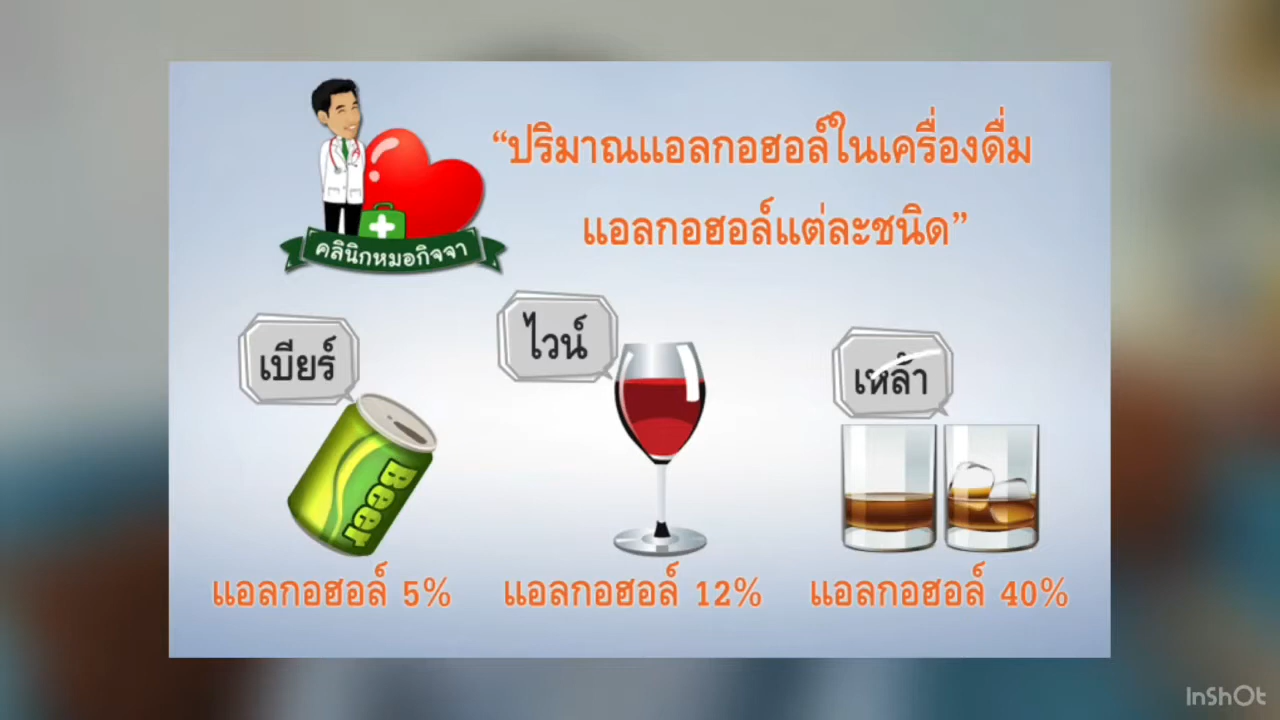 “ปริมาณแอลกอฮอล์ในเครื่องดื่ม
แอลกอฮอล์แต่ละชนิด”
คลินิกหมอกิจจา
เบียร์
ไวน์
เหล้า
Beer
แอลกอฮอล์ 5%
แอลกอฮอล์ 12%
แอลกอฮอล์ 40%
InShOt